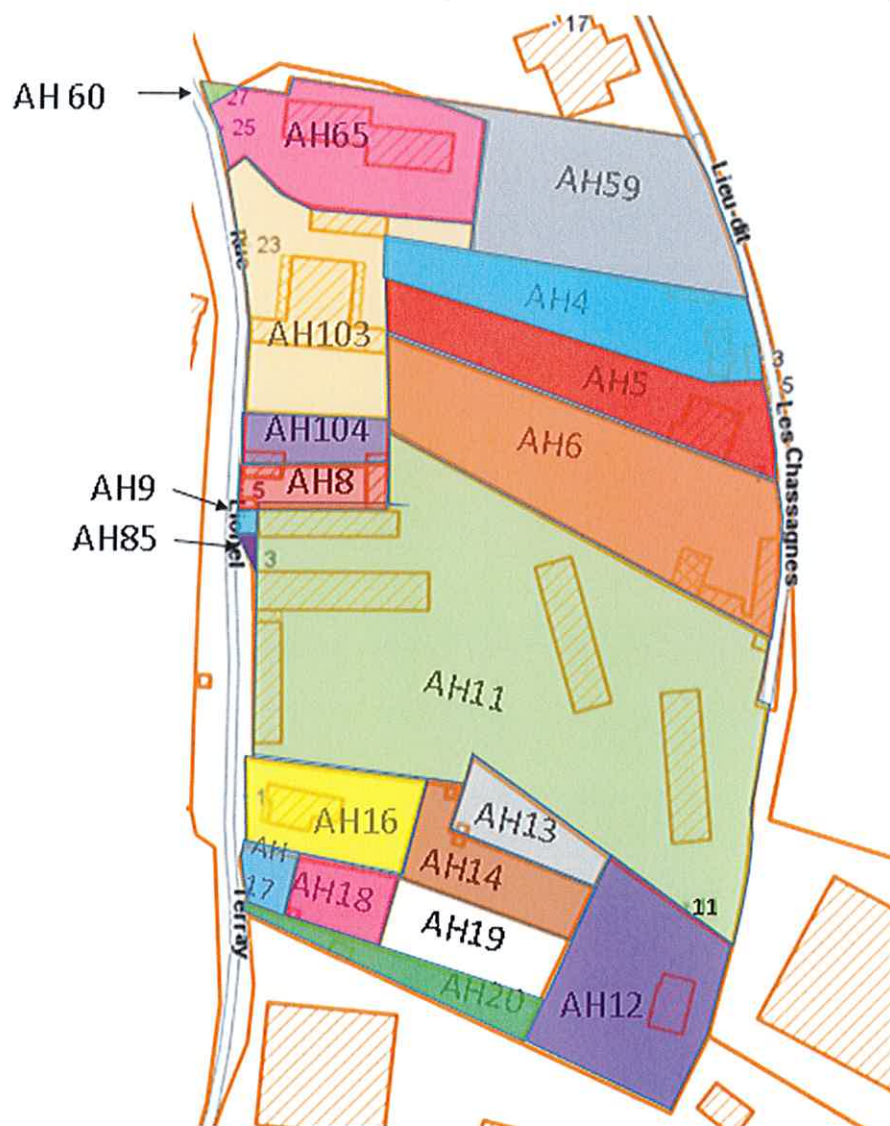 17
AH 60
27
25
AH65
AH59
Lieu-dit
Rue
23
AH4
AH103
3
AH5
5
Les Chassagnes
AH104
AH6
AH8
AH9
5
Lionel
AH85
3
AH11
1
AH16
AH13
AH
17
AH14
AH18
11
Terray
AH19
AH20
AH12